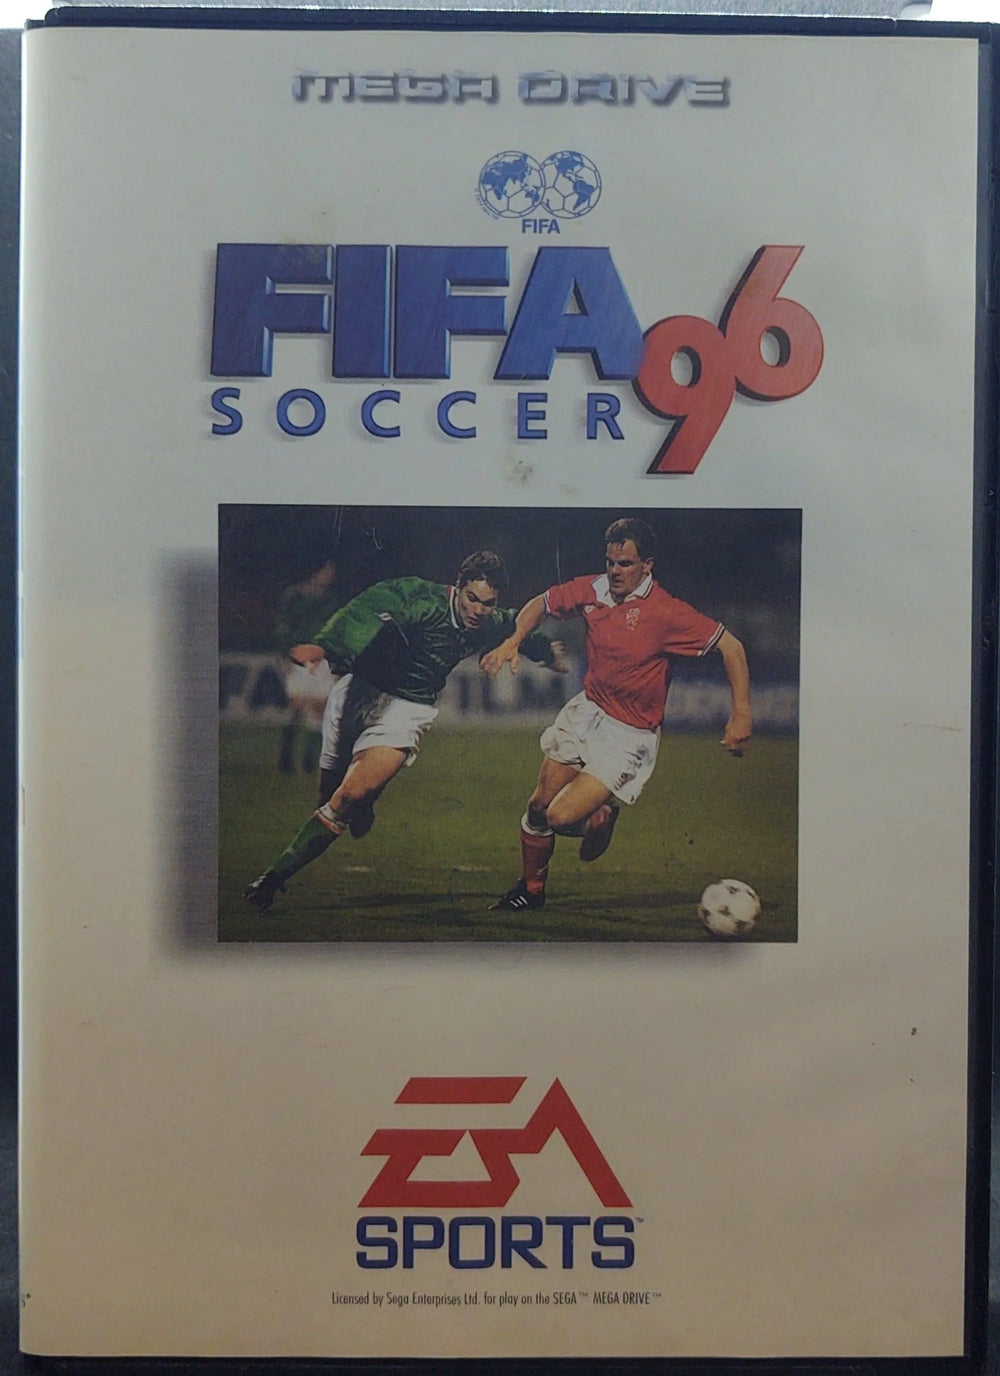 MEGA DRIVE
FIFA
FIFA 96
SOCCER
EA
SPORTS™
Licensed by Sega Enterprises Ltd. for play on the SEGA™ MEGA DRIVE™